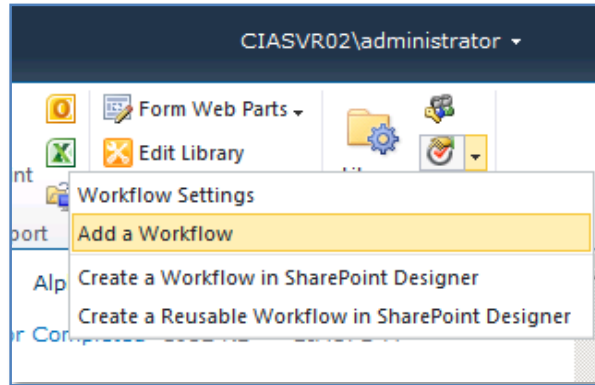 CIASVR02\administrator
Form Web Parts
Edit Library
nt
Workflow Settings
port
Add a Workflow
Alp
Create a Workflow in SharePoint Designer
Create a Reusable Workflow in SharePoint Designer